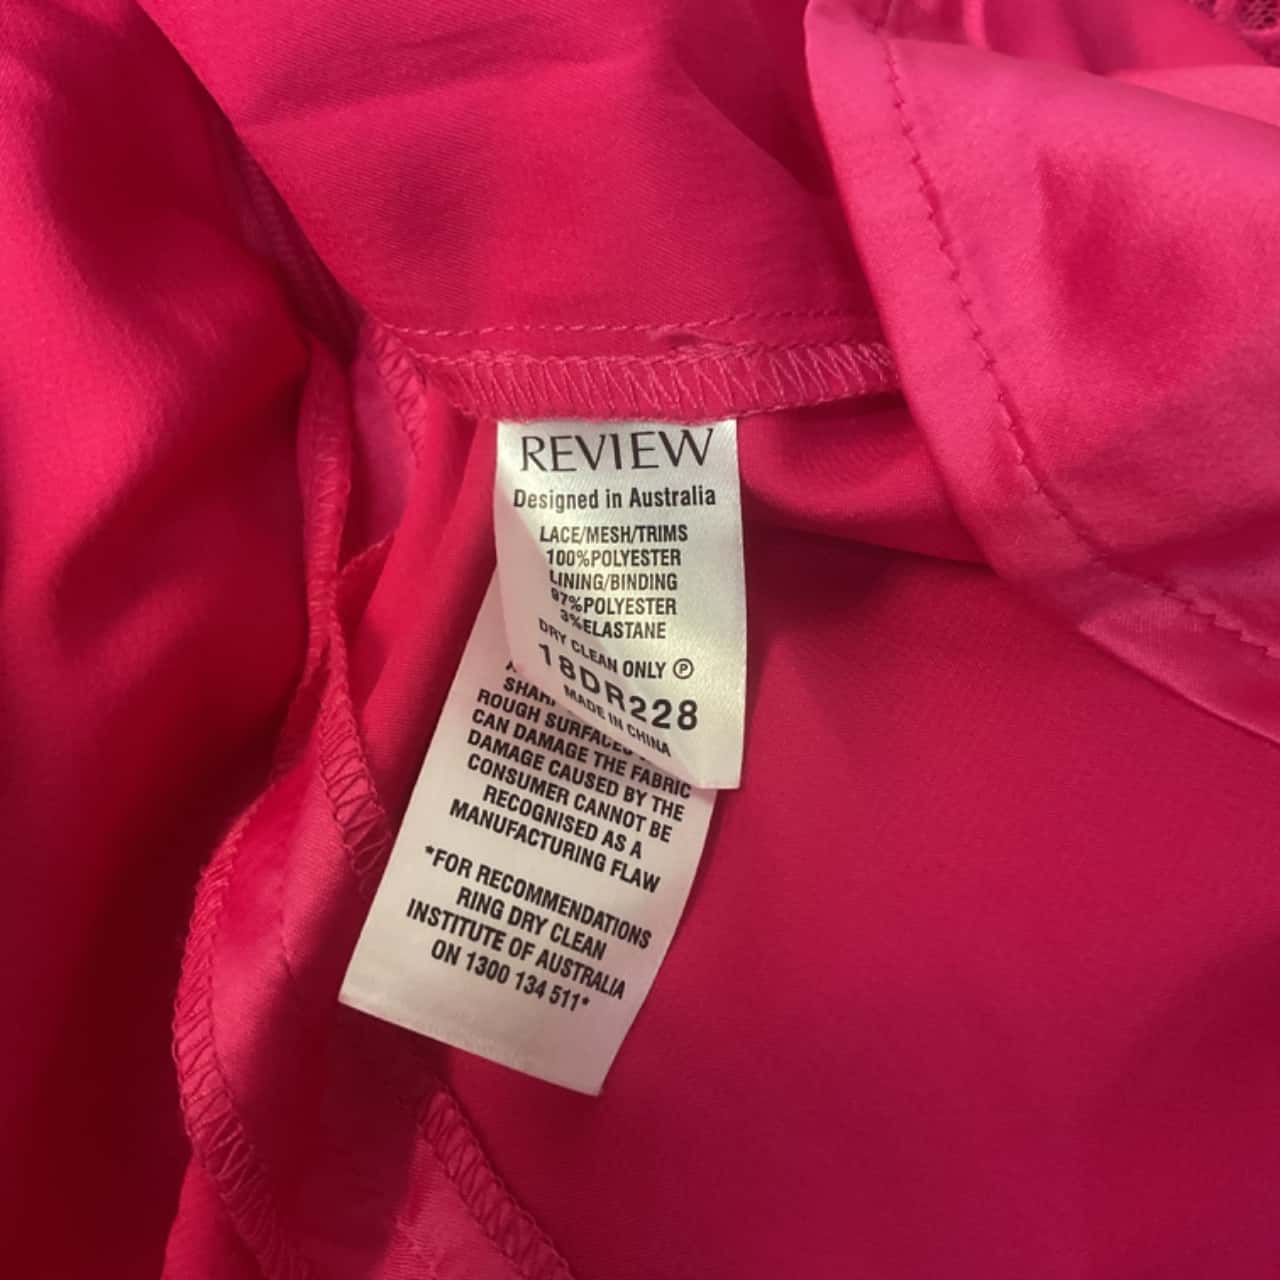 REVIEW
Designed in Australia
LACE/MESH/TRIMS
100%POLYESTER
LINING/BINDING
97%POLYESTER
3%ELASTANE
DRY CLEAN ONLY Ⓟ
18DR228
MADE IN CHINA
ROUGH SURFACES
CAN DAMAGE THE FABRIC
DAMAGE CAUSED BY THE
CONSUMER CANNOT BE
RECOGNISED AS A
MANUFACTURING FLAW
*FOR RECOMMENDATIONS
RING DRY CLEAN
INSTITUTE OF AUSTRALIA
ON 1300 134 511*